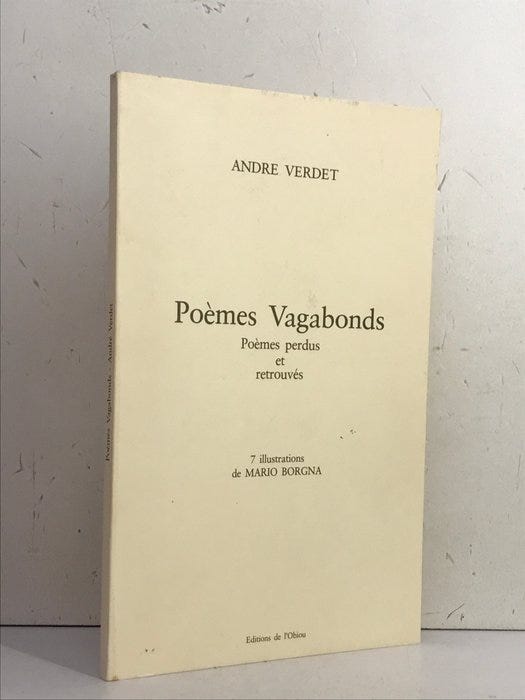 ANDRE VERDET
Poèmes Vagabonds
Poèmes perdus
et
retrouvés
7 illustrations
de MARIO BORGNA
Editions de l'Obiou
Poèmes Vagabonds - André Verdet